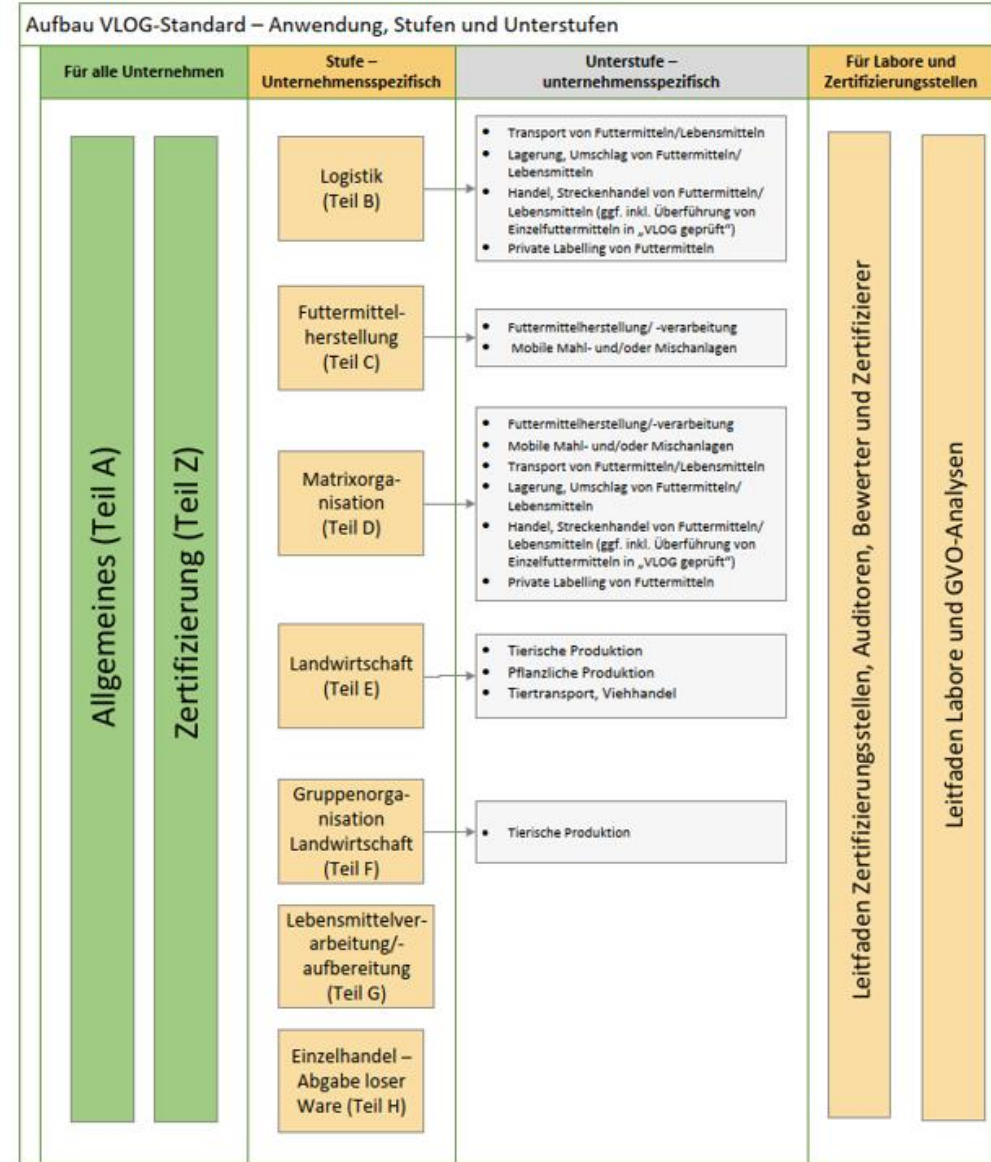 Aufbau VLOG-Standard – Anwendung, Stufen und Unterstufen
Für alle Unternehmen
Stufe –
Unternehmensspezifisch
Unterstufe –
unternehmensspezifisch
Für Labore und
Zertifizierungsstellen
Allgemeines (Teil A)
Zertifizierung (Teil Z)
Logistik
(Teil B)
• Transport von Futtermitteln/Lebensmitteln
• Lagerung, Umschlag von Futtermitteln/
Lebensmitteln
• Handel, Streckenhandel von Futtermitteln/
Lebensmitteln (ggf. inkl. Überführung von
Einzelfuttermitteln in „VLOG geprüft“)
• Private Labelling von Futtermitteln
Futtermittel-
herstellung
(Teil C)
• Futtermittelherstellung/ -verarbeitung
• Mobile Mahl- und/oder Mischanlagen
Matrixorga-
nisation
(Teil D)
• Futtermittelherstellung/-verarbeitung
• Mobile Mahl- und/oder Mischanlagen
• Transport von Futtermitteln/Lebensmitteln
• Lagerung, Umschlag von Futtermitteln/
Lebensmitteln
• Handel, Streckenhandel von Futtermitteln/
Lebensmitteln (ggf. inkl. Überführung von
Einzelfuttermitteln in „VLOG geprüft“)
• Private Labelling von Futtermitteln
Landwirtschaft
(Teil E)
• Tierische Produktion
• Pflanzliche Produktion
• Tiertransport, Viehhandel
Gruppenorga-
nisation
Landwirtschaft
(Teil F)
• Tierische Produktion
Lebensmittelver-
arbeitung/-
aufbereitung
(Teil G)
Einzelhandel –
Abgabe loser
Ware (Teil H)
Leitfaden Zertifizierungsstellen, Auditoren, Bewerter und Zertifizierer
Leitfaden Labore und GVO-Analysen